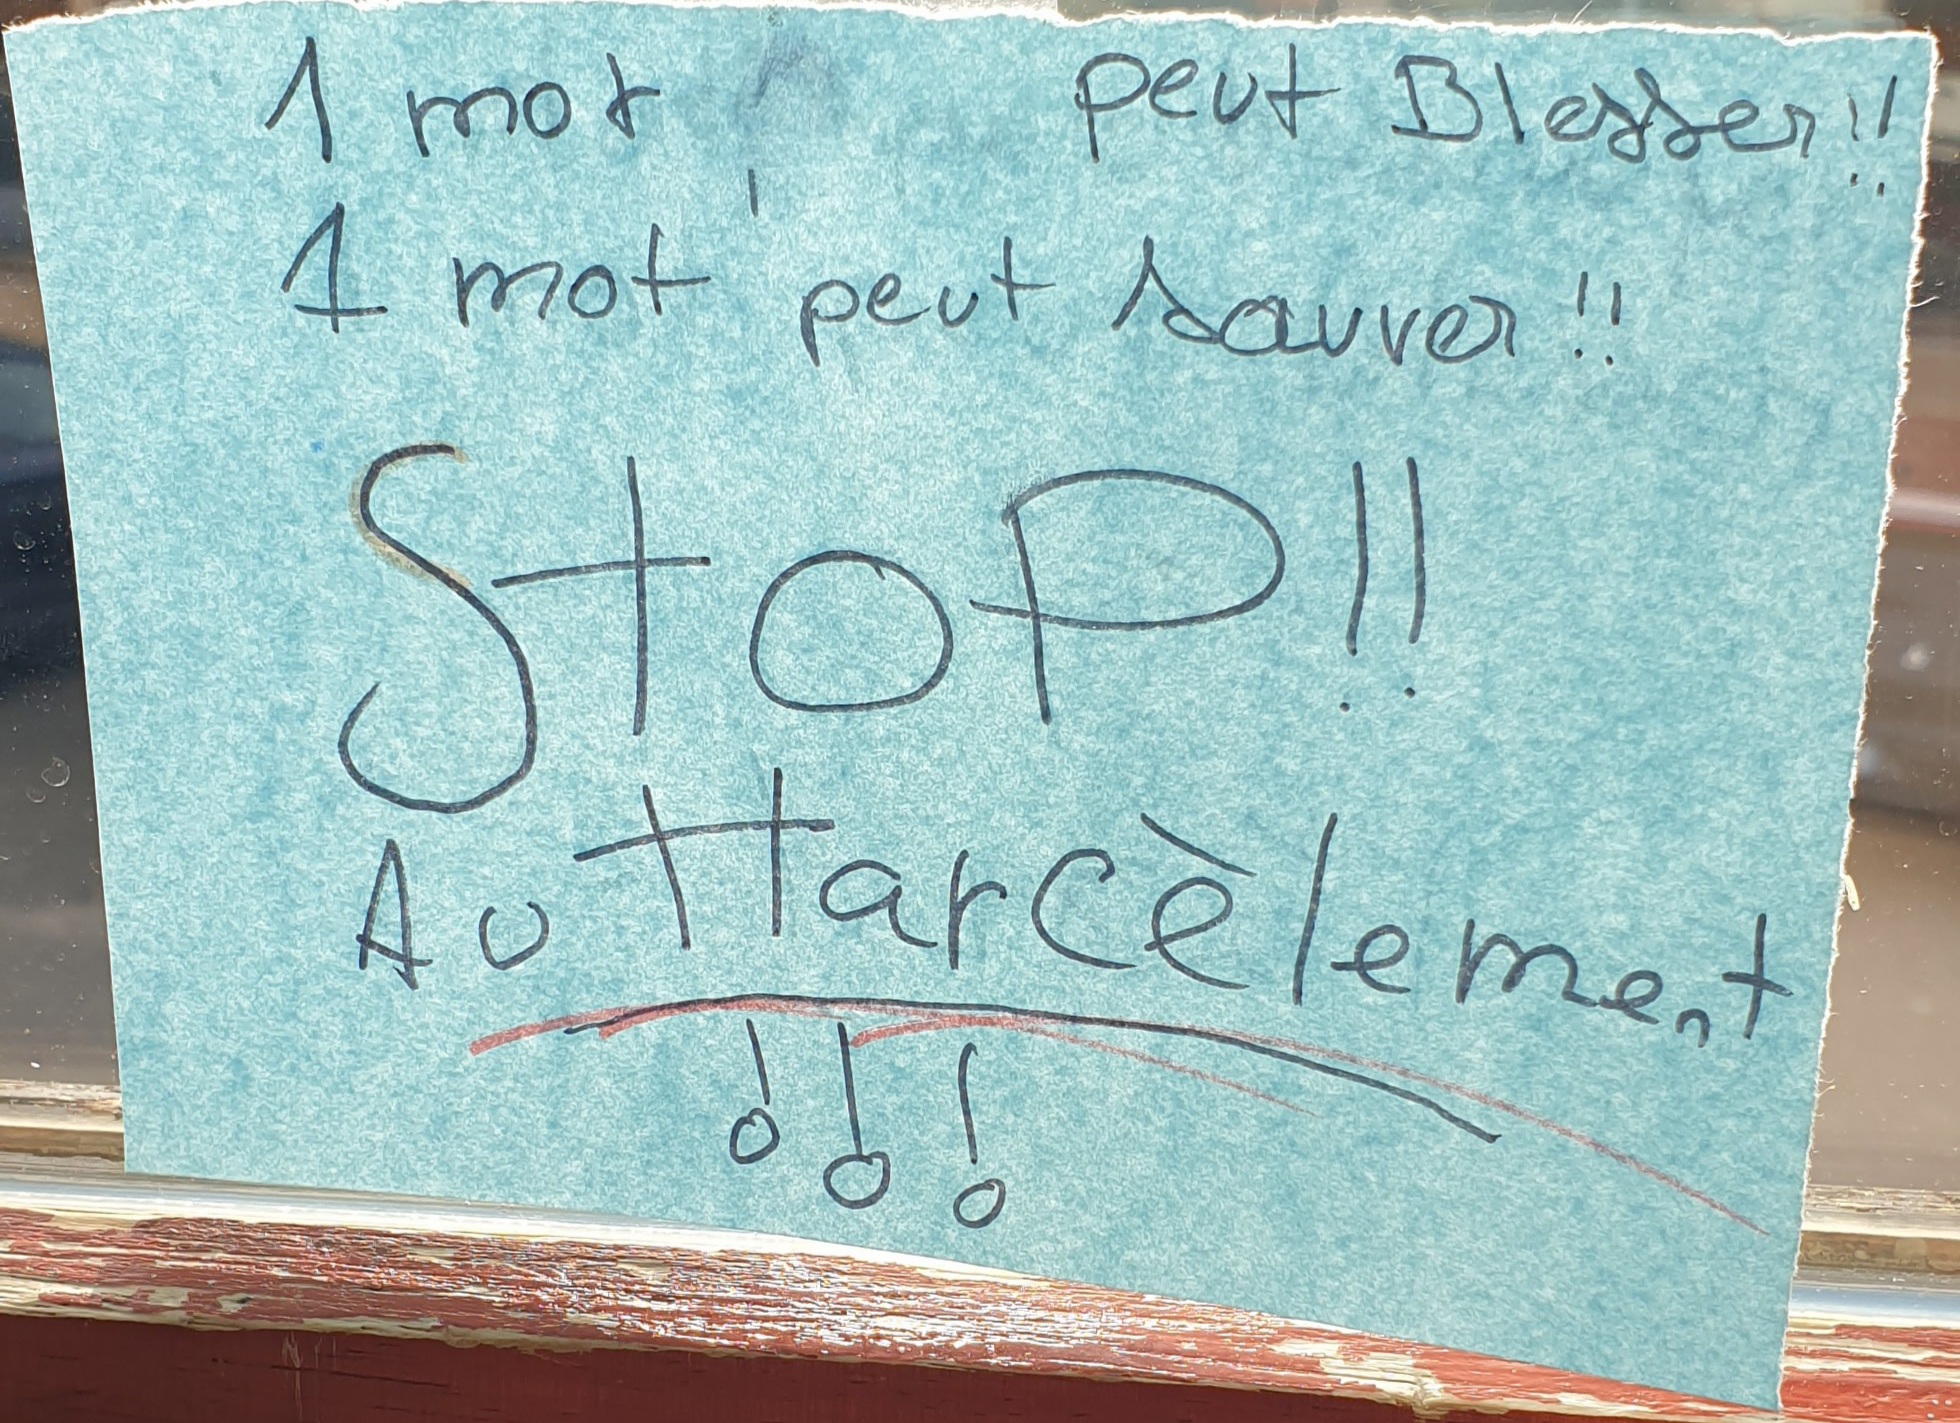 1 mot peut Blesser!!
1 mot peut sauver!!
STOP!!
Au Harcèlement
!!!